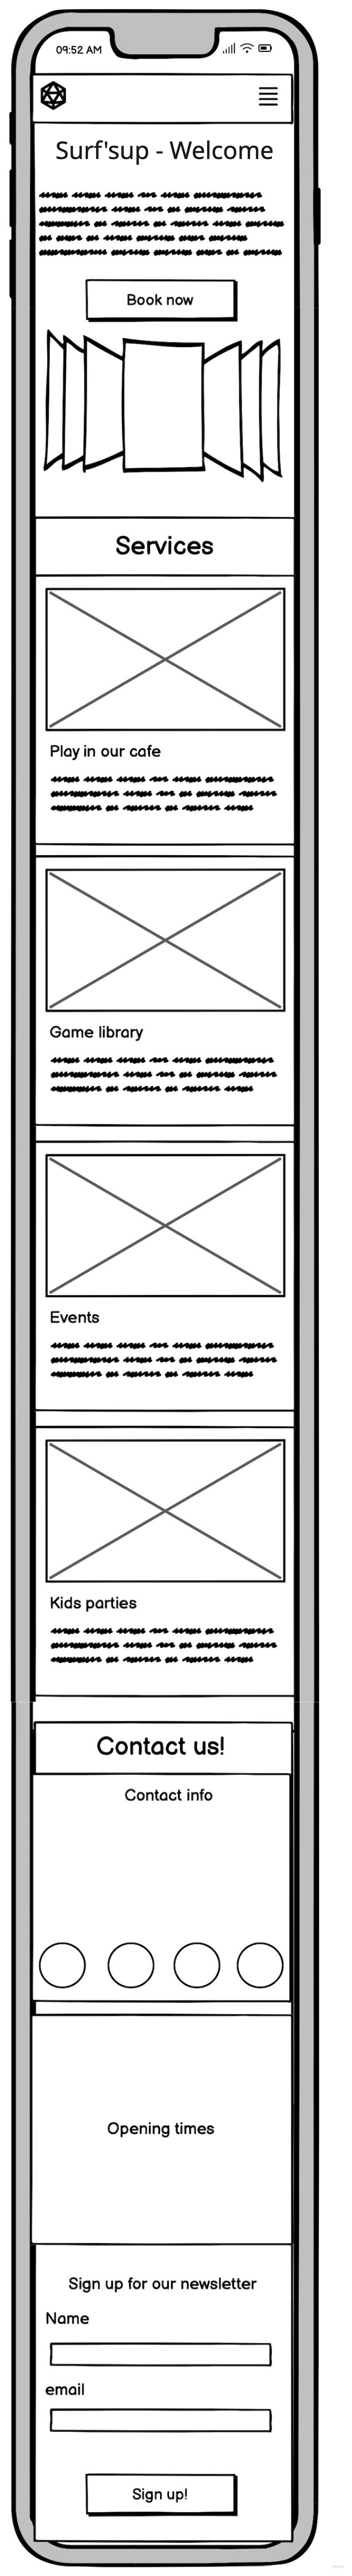 09:52 AM
Surf'sup - Welcome
Book now
Services
Play in our cafe
Game library
Events
Kids parties
Contact us!
Contact info
Opening times
Sign up for our newsletter
Name
email
Sign up!